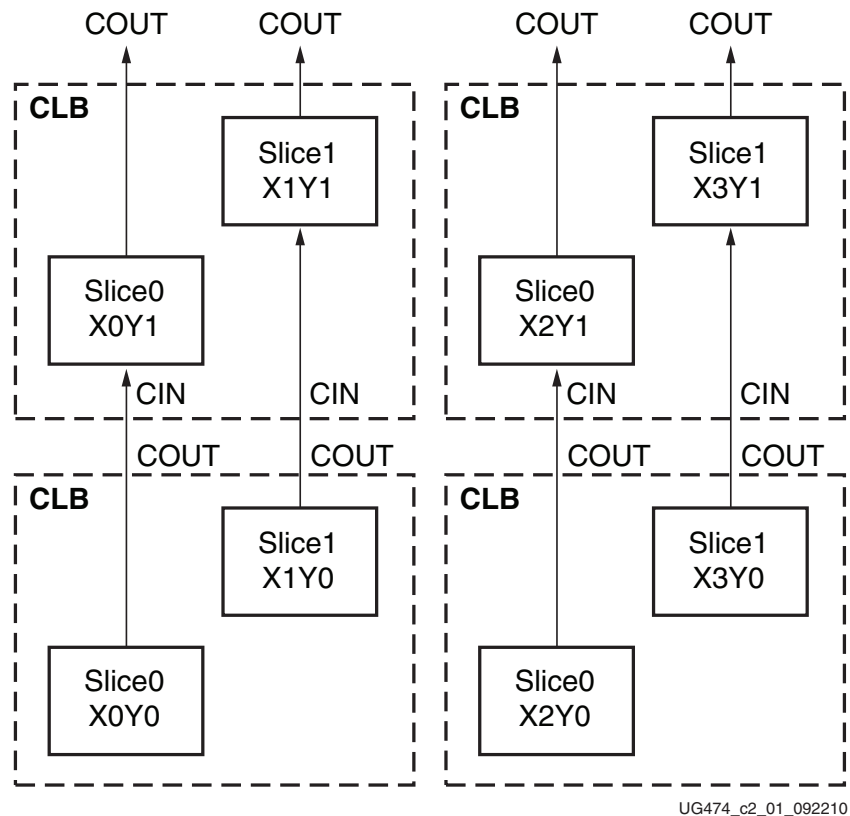 COUT COUT COUT COUT
CLB CLB
Slice1
X1Y1
Slice1
X3Y1
Slice0
X0Y1
Slice0
X2Y1
CIN CIN CIN CIN
COUT COUT COUT COUT
CLB CLB
Slice1
X1Y0
Slice1
X3Y0
Slice0
X0Y0
Slice0
X2Y0
UG474_c2_01_092210